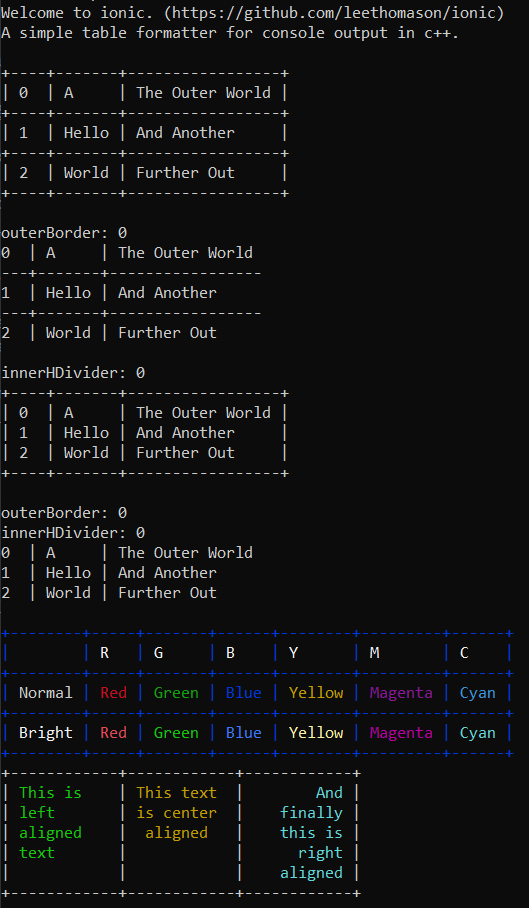 Welcome to ionic. (https://github.com/leethomason/ionic)
A simple table formatter for console output in c++.
+----+-------+-----------------+
| 0  | A     | The Outer World |
+----+-------+-----------------+
| 1  | Hello | And Another     |
+----+-------+-----------------+
| 2  | World | Further Out     |
+----+-------+-----------------+
outerBorder: 0
0  | A     | The Outer World
---+-------+-----------------
1  | Hello | And Another
---+-------+-----------------
2  | World | Further Out
innerHDivider: 0
+----+-------+-----------------+
| 0  | A     | The Outer World |
| 1  | Hello | And Another     |
| 2  | World | Further Out     |
+----+-------+-----------------+
outerBorder: 0
innerHDivider: 0
0  | A     | The Outer World
1  | Hello | And Another
2  | World | Further Out
+--------+-----+-------+------+--------+---------+------+
|        | R   | G     | B    | Y      | M       | C    |
+--------+-----+-------+------+--------+---------+------+
| Normal | Red | Green | Blue | Yellow | Magenta | Cyan |
+--------+-----+-------+------+--------+---------+------+
| Bright | Red | Green | Blue | Yellow | Magenta | Cyan |
+--------+-----+-------+------+--------+---------+------+
+------------+------------+------------+
| This is    | This text  |        And |
| left       | is center  |    finally |
| aligned    |  aligned   |    this is |
| text       |            |      right |
|            |            |    aligned |
+------------+------------+------------+